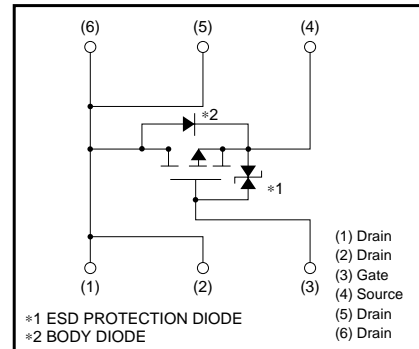 (6) (5) (4)
∗2
∗1
(1) (2) (3)
(1) Drain
(2) Drain
(3) Gate
(4) Source
(5) Drain
(6) Drain
∗1 ESD PROTECTION DIODE
∗2 BODY DIODE